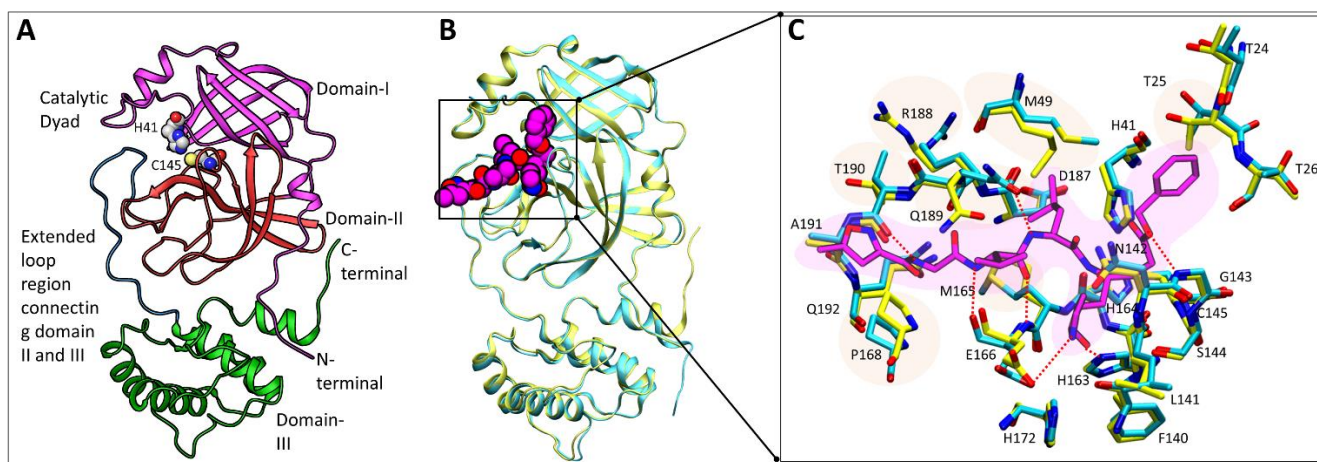 A
Catalytic
Dyad
H41
C145
Domain-I
Domain-II
Extended
loop
region
connectin
g domain
II and III
C-
terminal
N-
terminal
Domain-
III
B
C
T24
T25
T26
M49
R188
H41
T190
D187
Q189
A191
N142
G143
M165
H164
C145
Q192
S144
P168
E166
H163
L141
H172
F140